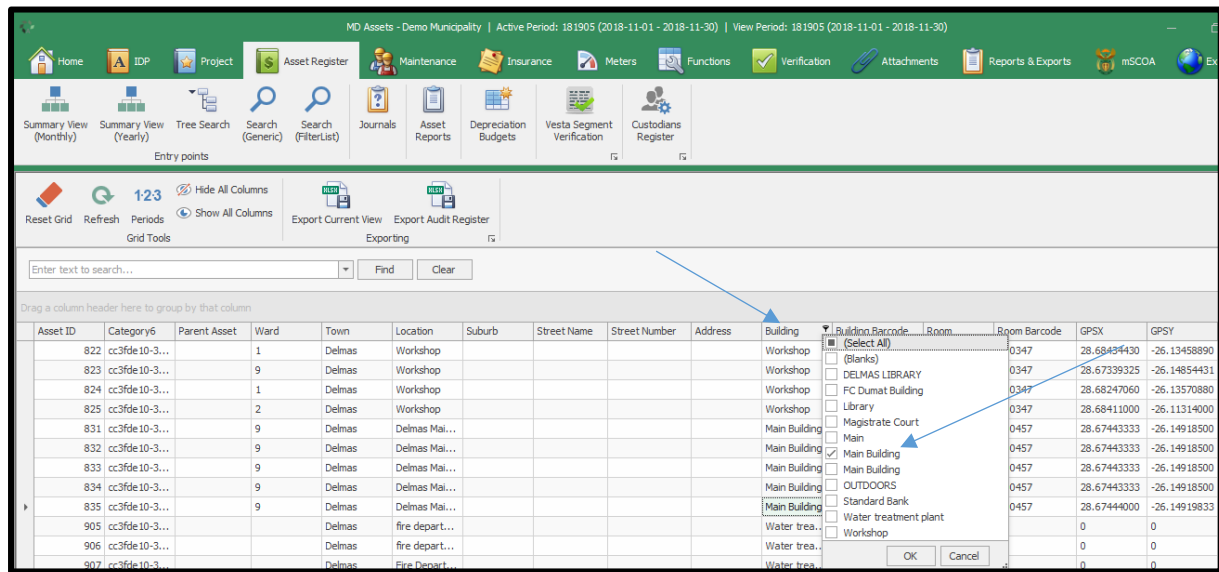 MD Assets - Demo Municipality | Active Period: 181905 (2018-11-01 - 2018-11-30) | View Period: 181905 (2018-11-01 - 2018-11-30)
Home IDP Project Asset Register Maintenance Insurance Meters Functions Verification Attachments Reports & Exports mSCOA Ex
Summary View Summary View Tree Search Search Search Journals Asset Depreciation Vesta Segment Custodians
(Monthly) (Yearly) (Generic) (FilterList) Reports Budgets Verification Register
Entry points
Hide All Columns
1·2·3
Show All Columns
Reset Grid Refresh Periods Export Current View Export Audit Register
Grid Tools Exporting
Enter text to search... Find Clear
Drag a column header here to group by that column
Asset ID Category6 Parent Asset Ward Town Location Suburb Street Name Street Number Address Building Building Barcode Room Room Barcode GPSX GPSY
822 cc3fde10-3... 1 Delmas Workshop Workshop 0347 28.68434430 -26.13458890
823 cc3fde10-3... 9 Delmas Workshop Workshop 0347 28.67339325 -26.14854431
824 cc3fde10-3... 1 Delmas Workshop Workshop 0347 28.68247060 -26.13570880
825 cc3fde10-3... 2 Delmas Workshop Workshop 0347 28.68411000 -26.11314000
831 cc3fde10-3... 9 Delmas Delmas Mai... Main Building 0457 28.67443333 -26.14918500
832 cc3fde10-3... 9 Delmas Delmas Mai... Main Building 0457 28.67443333 -26.14918500
833 cc3fde10-3... 9 Delmas Delmas Mai... Main Building 0457 28.67443333 -26.14918500
834 cc3fde10-3... 9 Delmas Delmas Mai... Main Building 0457 28.67443333 -26.14918500
835 cc3fde10-3... 9 Delmas Delmas Mai... Main Building 0457 28.67444000 -26.14919833
905 cc3fde10-3... Delmas fire depart... Water trea.. 0 0
906 cc3fde10-3... Delmas fire depart... Water trea.. 0 0
907 cc3fde10-3... Delmas Fire Depart... Water trea.. 0 0
(Select All)
(Blanks)
DELMAS LIBRARY
FC Dumat Building
Library
Magistrate Court
Main
Main Building
Main Building
OUTDOORS
Standard Bank
Water treatment plant
Workshop
OK Cancel